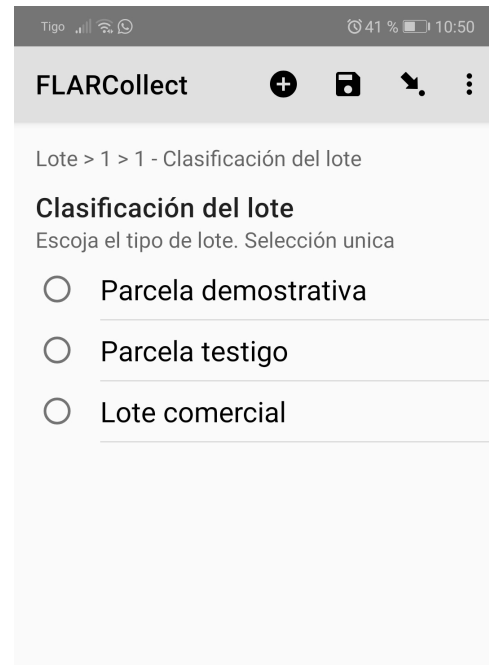 Tigo 41 % 10:50
FLARCollect
Lote > 1 > 1 - Clasificación del lote
Clasificación del lote
Escoja el tipo de lote. Selección unica
Parcela demostrativa
Parcela testigo
Lote comercial